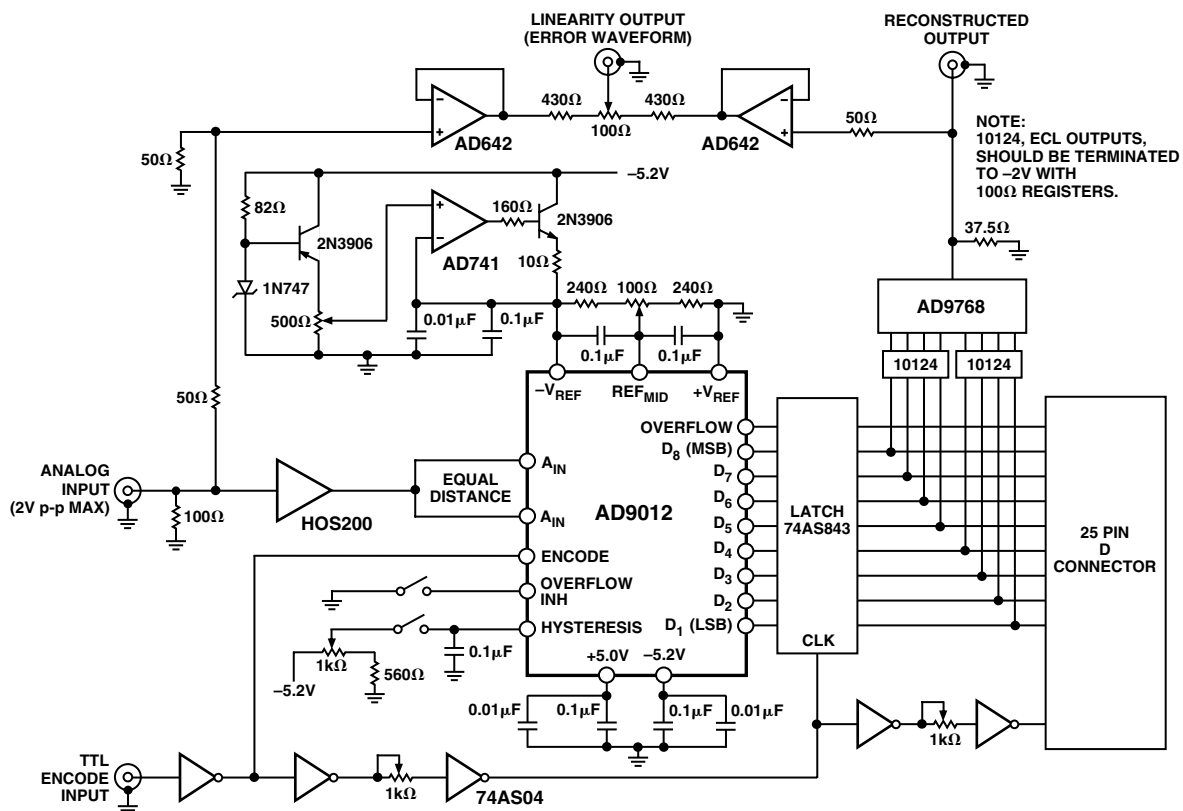 LINEARITY OUTPUT
(ERROR WAVEFORM)
RECONSTRUCTED
OUTPUT
430Ω
100Ω
430Ω
AD642
AD642
50Ω
NOTE:
10124, ECL OUTPUTS,
SHOULD BE TERMINATED
TO –2V WITH
100Ω REGISTERS.
50Ω
–5.2V
82Ω
2N3906
160Ω
2N3906
AD741
10Ω
37.5Ω
1N747
500Ω
0.01µF
0.1µF
240Ω
100Ω
240Ω
0.1µF
0.1µF
AD9768
10124
10124
50Ω
–VREF
REFMID
+VREF
OVERFLOW
D8 (MSB)
D7
D6
D5
D4
D3
D2
D1 (LSB)
ANALOG
INPUT
(2V p-p MAX)
100Ω
HOS200
EQUAL
DISTANCE
AIN
AIN
AD9012
LATCH
74AS843
CLK
25 PIN
D
CONNECTOR
ENCODE
OVERFLOW
INH
HYSTERESIS
–5.2V
1kΩ
560Ω
0.1µF
+5.0V
–5.2V
0.01µF
0.1µF
0.1µF
0.01µF
1kΩ
TTL
ENCODE
INPUT
1kΩ
74AS04